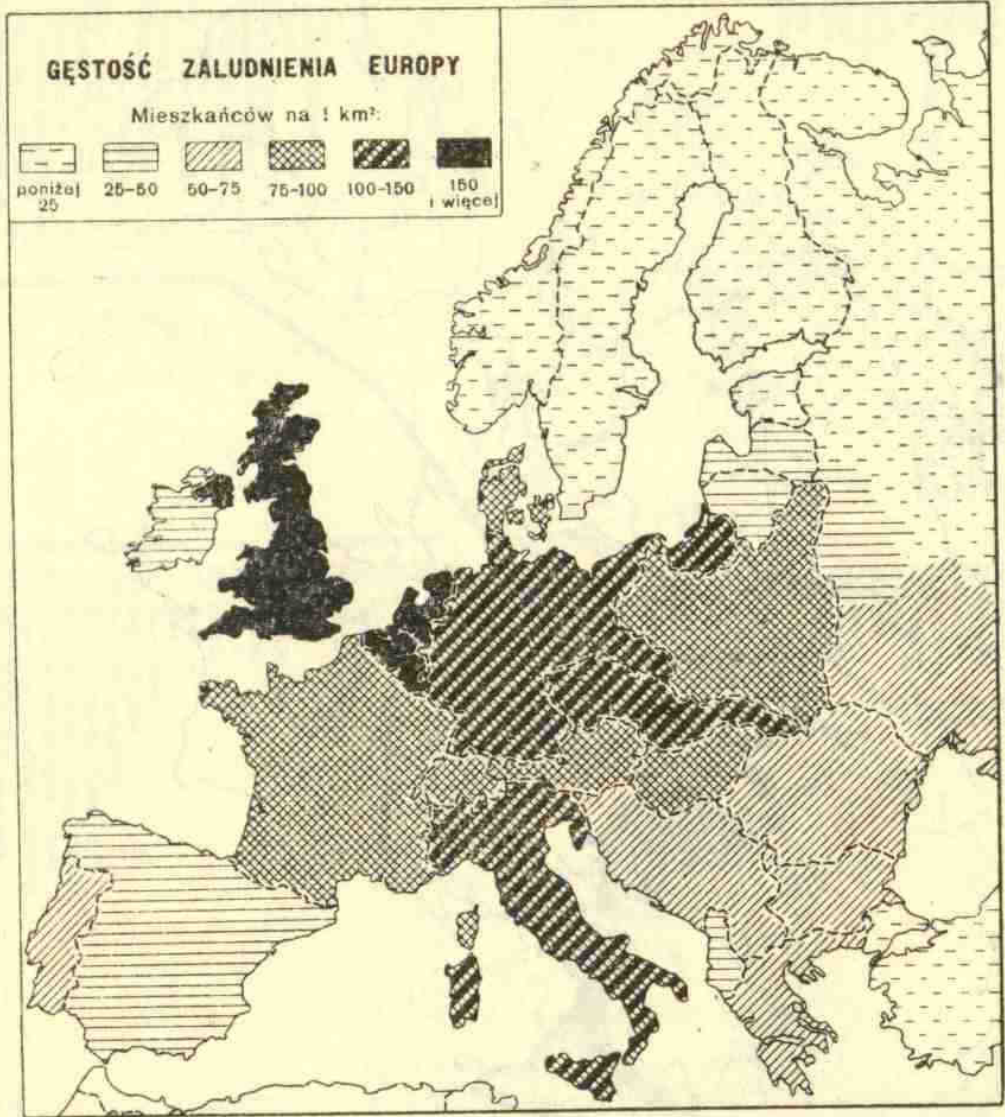 GĘSTOŚĆ ZALUDNIENIA EUROPY
Mieszkańców na 1 km²:
poniżej 25
25-50
50-75
75-100
100-150
150 i więcej